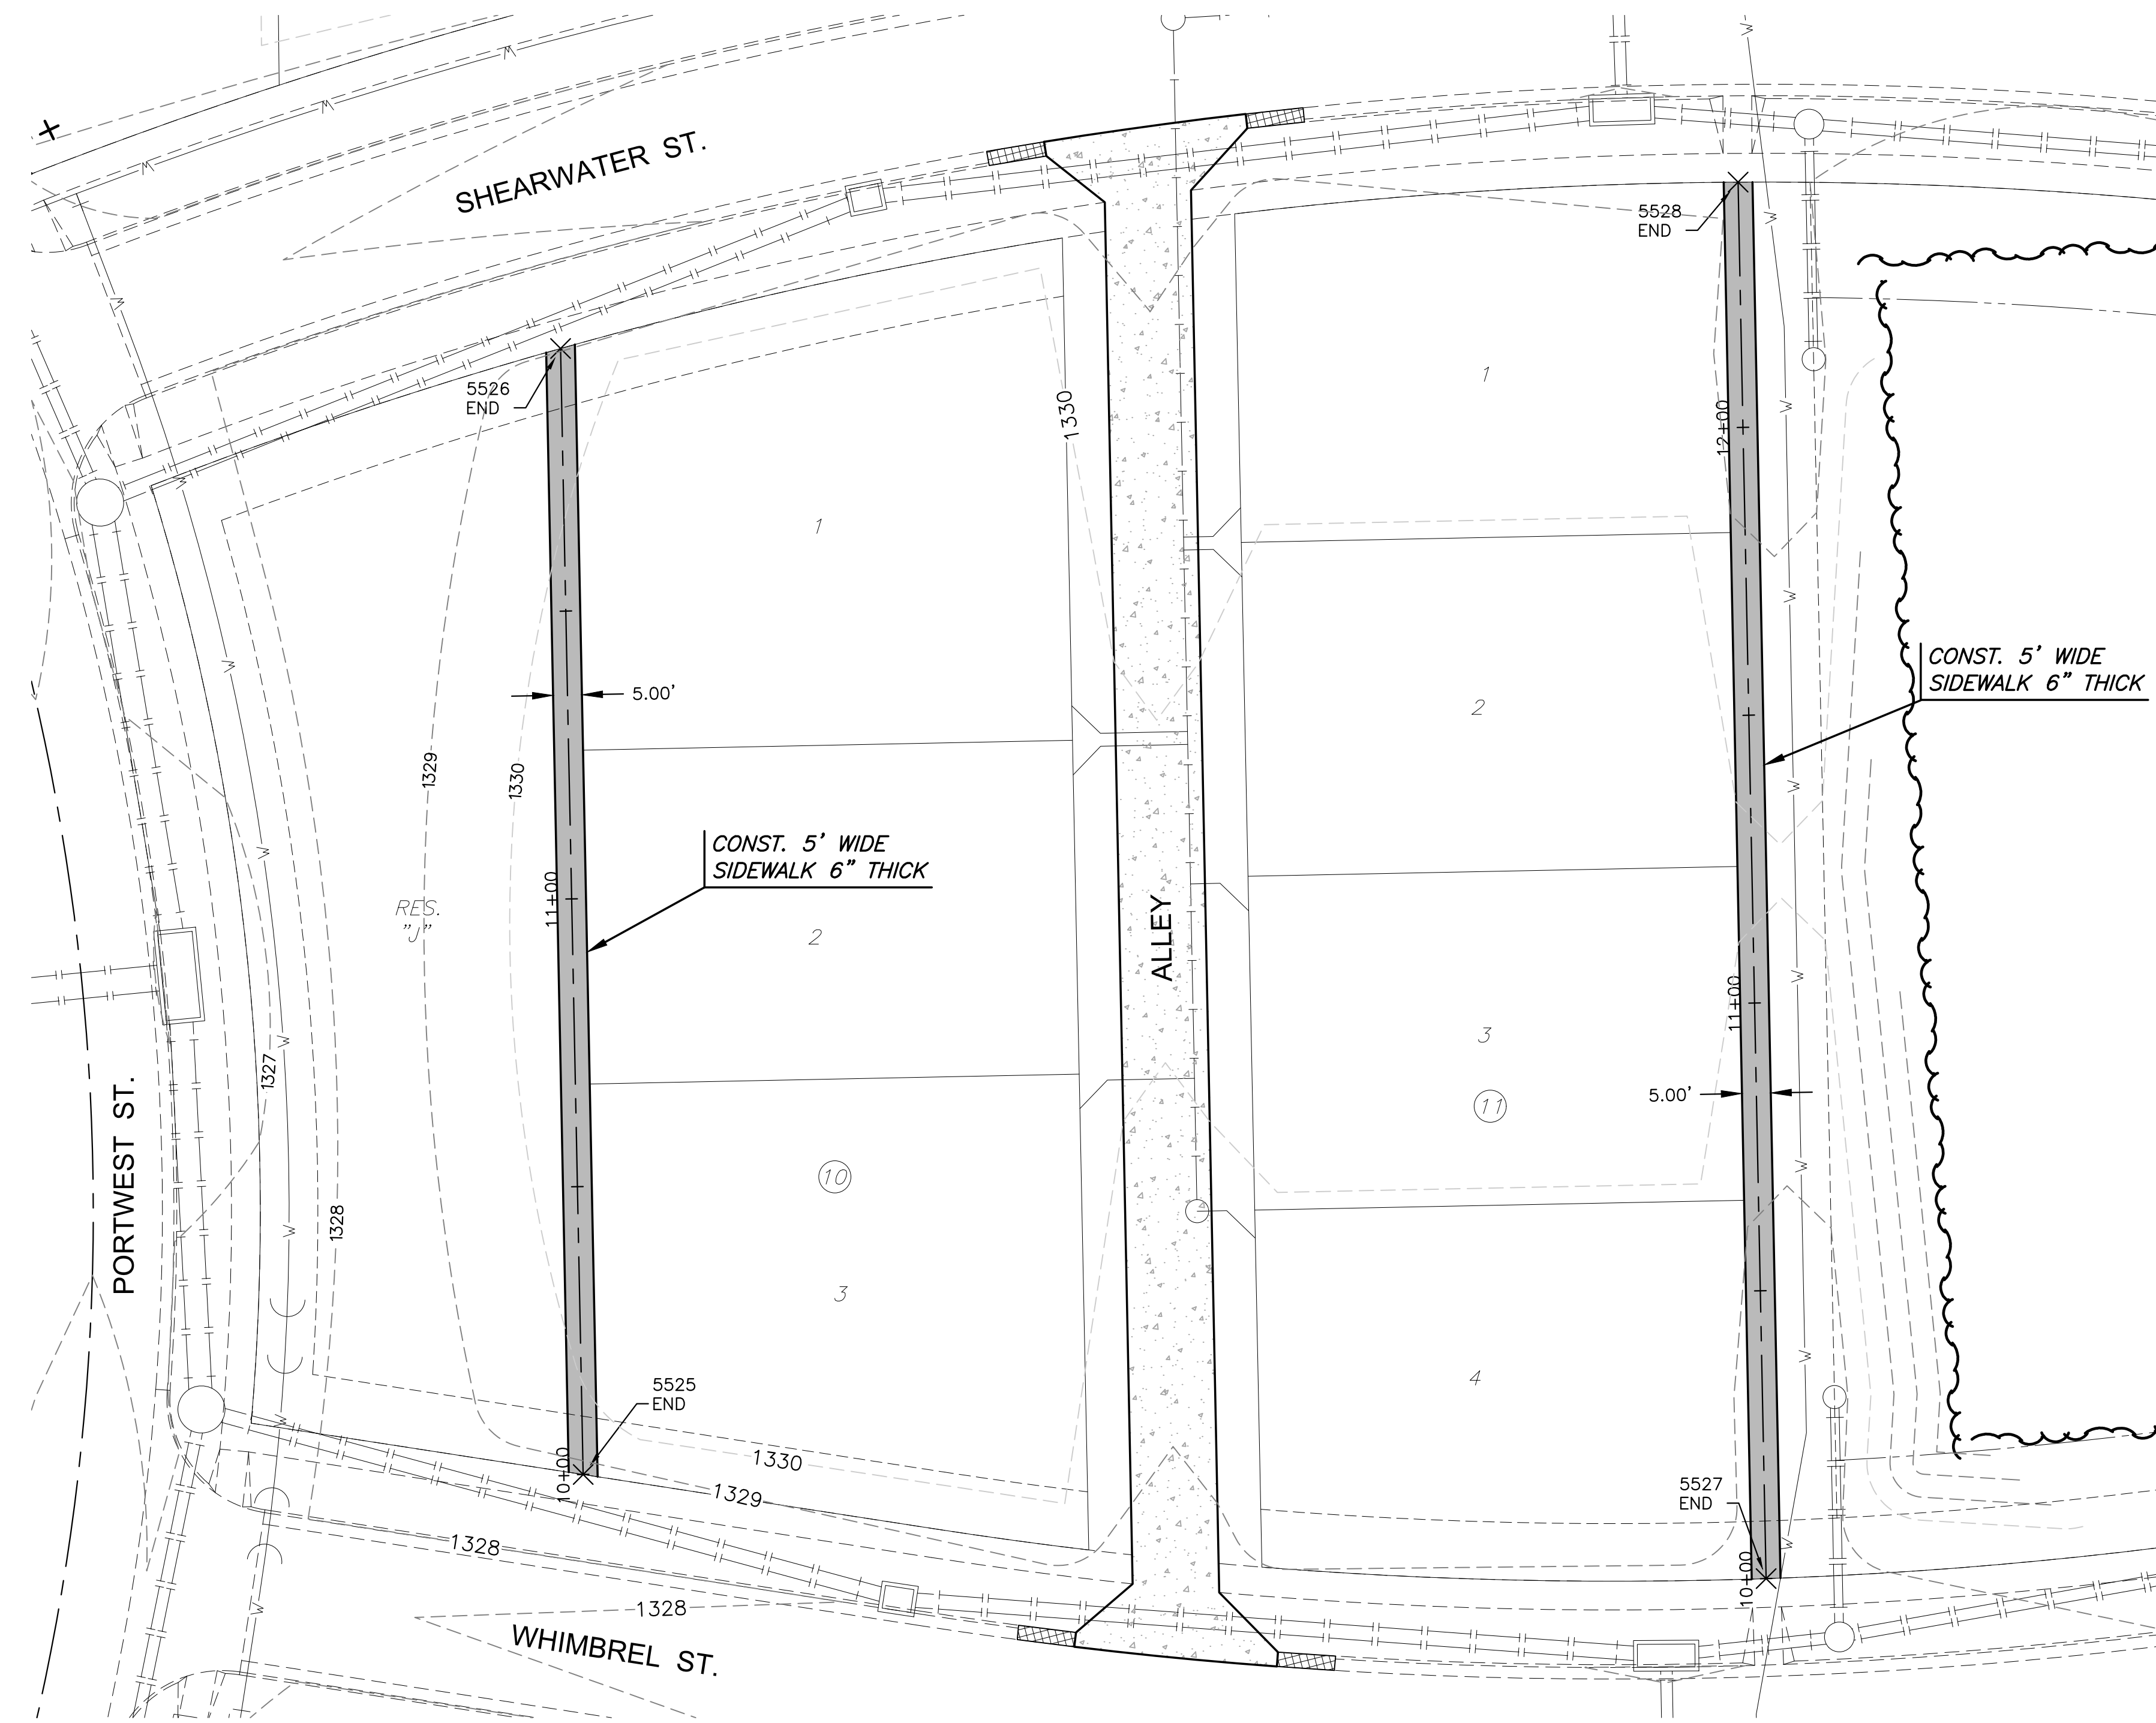 SHEARWATER ST.
5528
END
1
5526
END
1330
12+00
1
CONST. 5' WIDE
SIDEWALK 6" THICK
5.00'
2
1329
1330
CONST. 5' WIDE
SIDEWALK 6" THICK
11+00
RES.
"J"
2
ALLEY
11+00
3
1327
5.00'
11
PORTWEST ST.
10
1328
3
4
5525
END
1330
10+00
1329
5527
END
1328
10+00
1328
WHIMBREL ST.